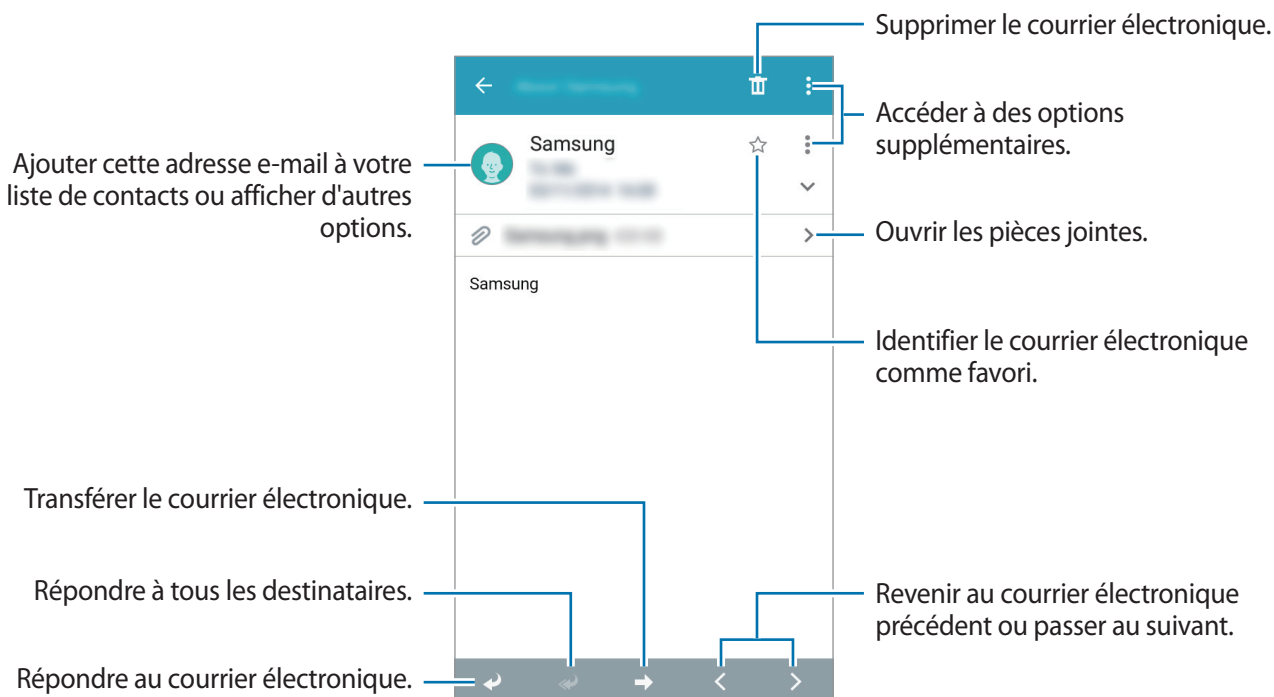 Supprimer le courrier électronique.
Accéder à des options
supplémentaires.
Samsung
Ajouter cette adresse e-mail à votre
liste de contacts ou afficher d'autres
options.
Ouvrir les pièces jointes.
Samsung
Identifier le courrier électronique
comme favori.
Transférer le courrier électronique.
Répondre à tous les destinataires.
Revenir au courrier électronique
précédent ou passer au suivant.
Répondre au courrier électronique.